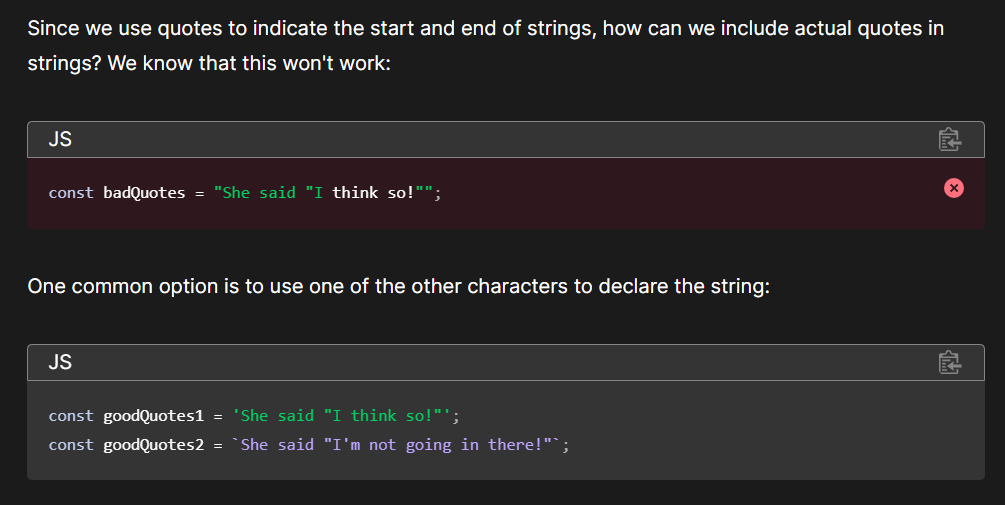 Since we use quotes to indicate the start and end of strings, how can we include actual quotes in
strings? We know that this won't work:
JS
const badQuotes = "She said "I think so!"";
One common option is to use one of the other characters to declare the string:
JS
const goodQuotes1 = 'She said "I think so!"';
const goodQuotes2 = `She said "I'm not going in there!"`;